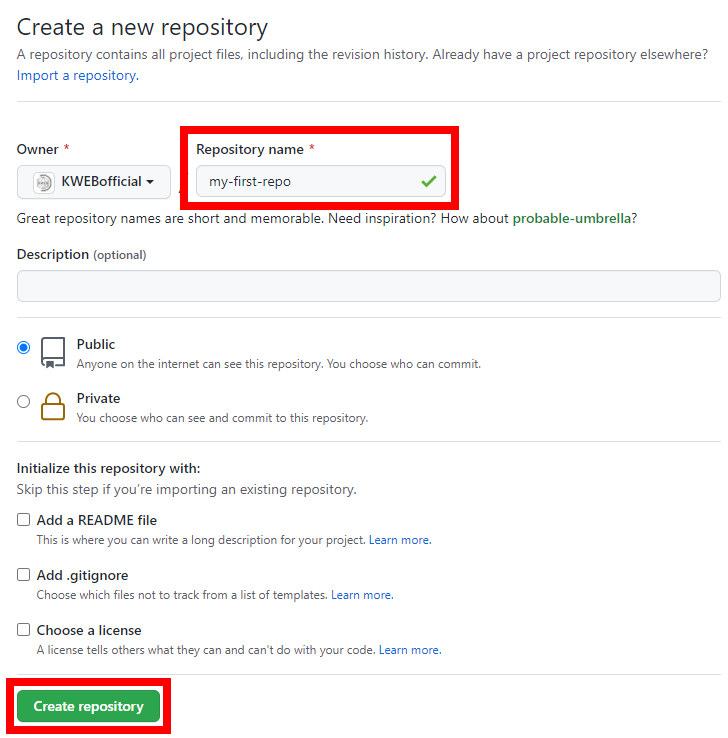 Create a new repository
A repository contains all project files, including the revision history. Already have a project repository elsewhere?
Import a repository.
Owner *
Repository name *
KWEBofficial
/
my-first-repo
Great repository names are short and memorable. Need inspiration? How about probable-umbrella?
Description (optional)
Public
Anyone on the internet can see this repository. You choose who can commit.
Private
You choose who can see and commit to this repository.
Initialize this repository with:
Skip this step if you're importing an existing repository.
Add a README file
This is where you can write a long description for your project. Learn more.
Add .gitignore
Choose which files not to track from a list of templates. Learn more.
Choose a license
A license tells others what they can and can't do with your code. Learn more.
Create repository